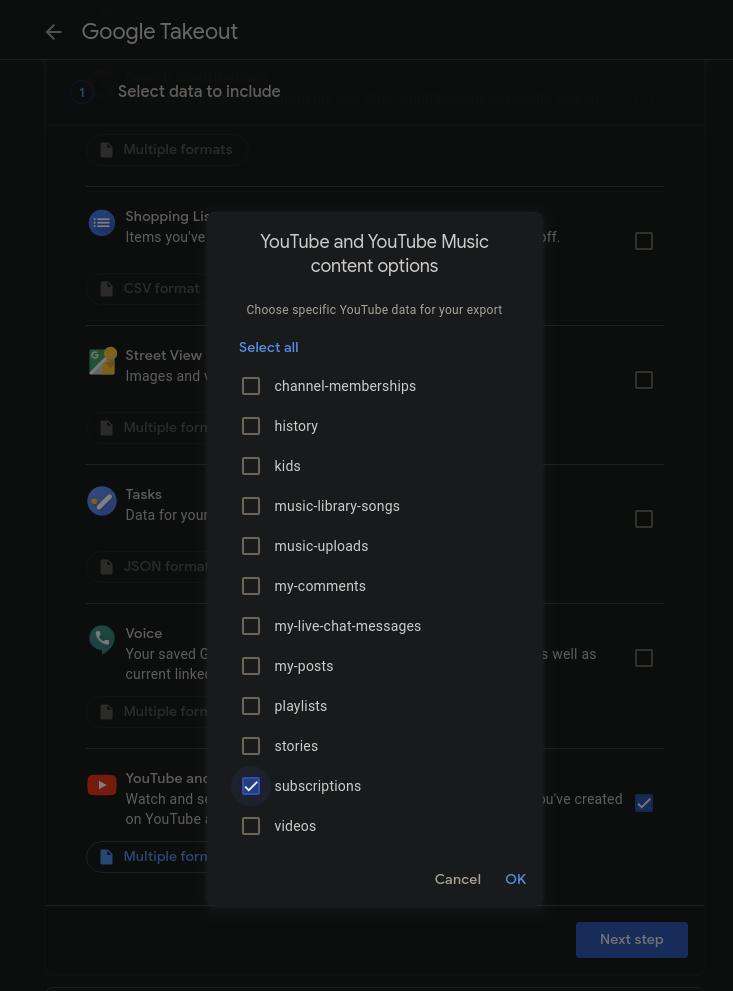 Google Takeout
1
Select data to include
Multiple formats
Shopping Lis
Items you've
off.
CSV format
Street View
G
Images and v
Multiple form
Tasks
Data for your
JSON format
Voice
Your saved G
s well as
current linked
Multiple form
YouTube and
Watch and se
ou've created
on YouTube a
Multiple form
YouTube and YouTube Music
content options
Choose specific YouTube data for your export
Select all
channel-memberships
history
kids
music-library-songs
music-uploads
my-comments
my-live-chat-messages
my-posts
playlists
stories
subscriptions
videos
Cancel
OK
Next step